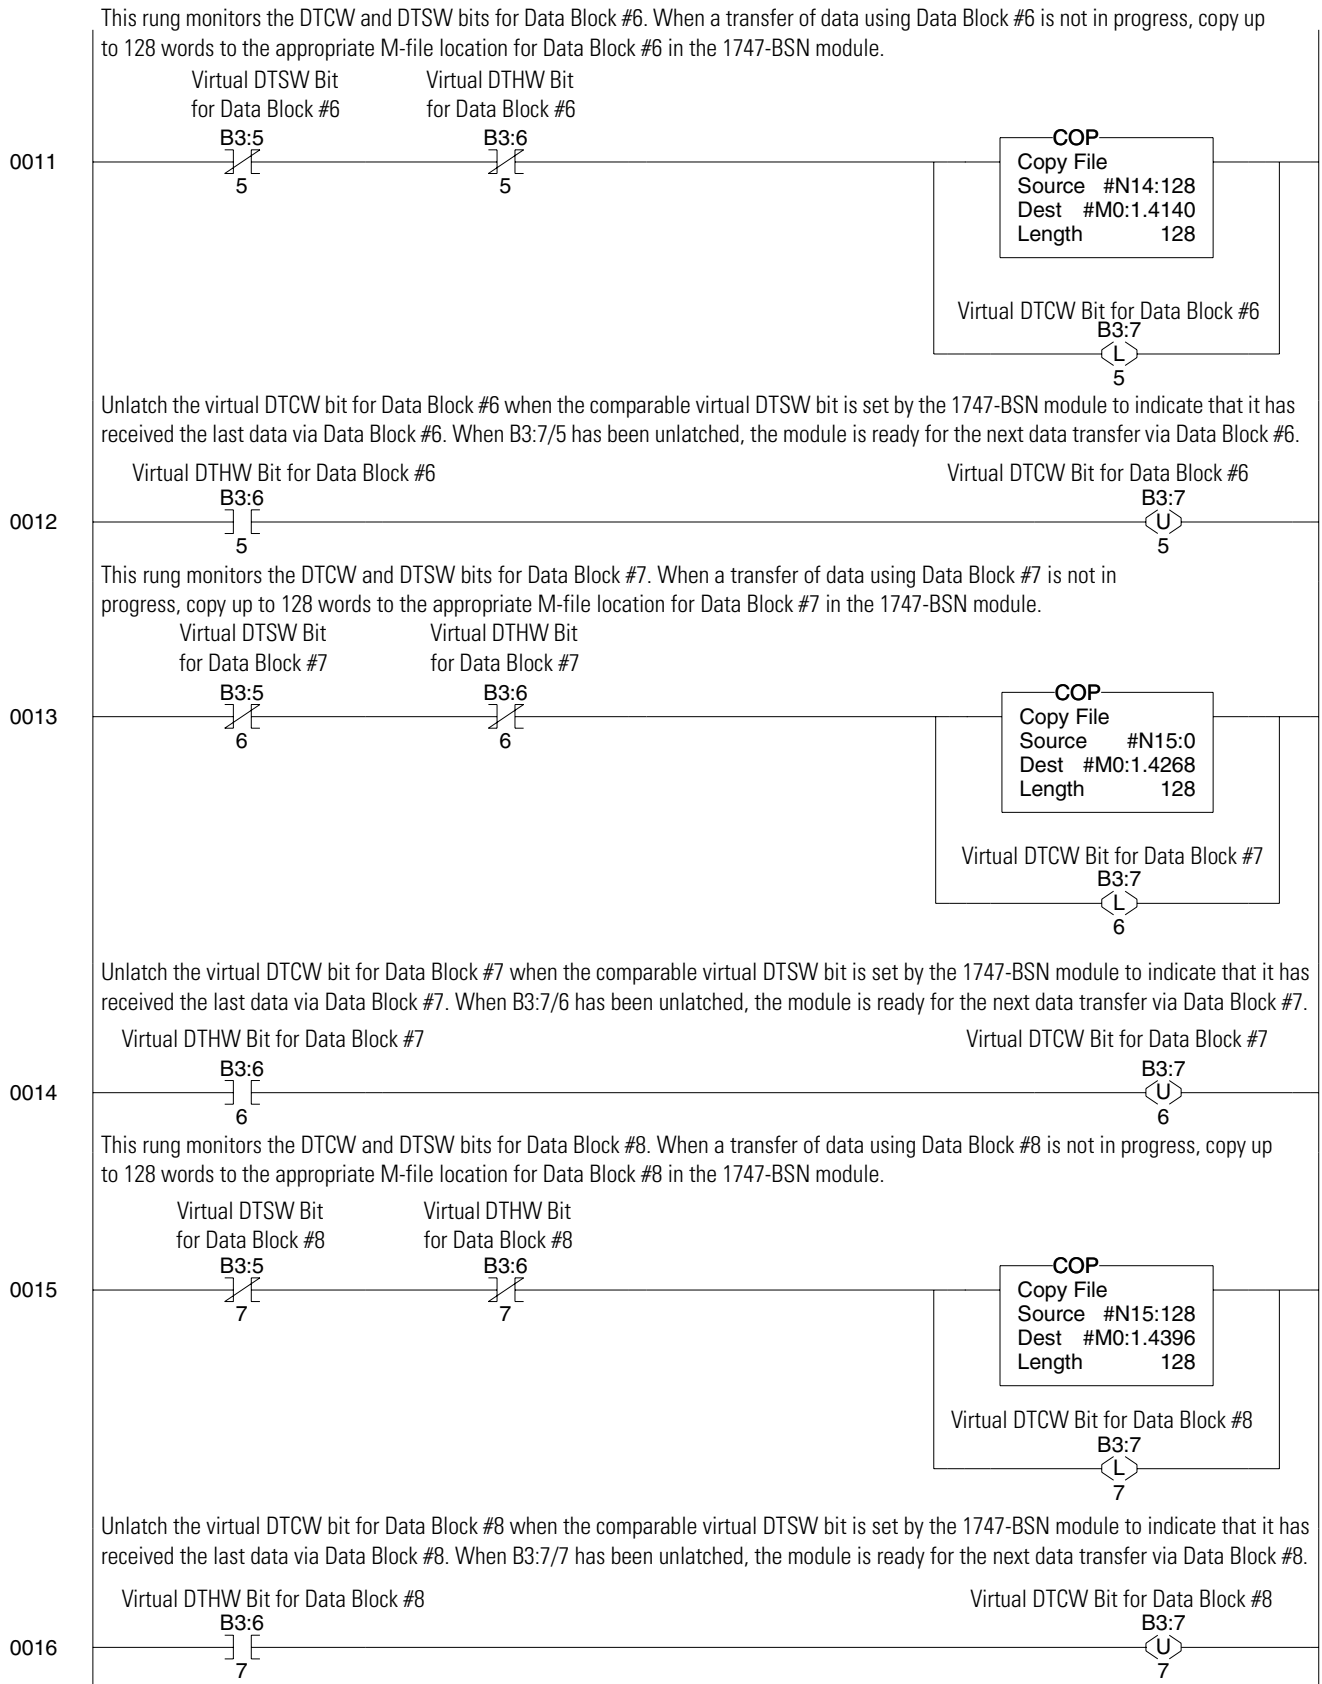 This rung monitors the DTCW and DTSW bits for Data Block #6. When a transfer of data using Data Block #6 is not in progress, copy up
to 128 words to the appropriate M-file location for Data Block #6 in the 1747-BSN module.
Virtual DTSW Bit
for Data Block #6
Virtual DTHW Bit
for Data Block #6
B3:5
B3:6
COP
0011
Copy File
5
5
Source #N14:128
Dest #M0:1.4140
Length 128
Virtual DTCW Bit for Data Block #6
B3:7
L
5
Unlatch the virtual DTCW bit for Data Block #6 when the comparable virtual DTSW bit is set by the 1747-BSN module to indicate that it has
received the last data via Data Block #6. When B3:7/5 has been unlatched, the module is ready for the next data transfer via Data Block #6.
Virtual DTHW Bit for Data Block #6
Virtual DTCW Bit for Data Block #6
B3:6
B3:7
0012
U
5
5
This rung monitors the DTCW and DTSW bits for Data Block #7. When a transfer of data using Data Block #7 is not in
progress, copy up to 128 words to the appropriate M-file location for Data Block #7 in the 1747-BSN module.
Virtual DTSW Bit
for Data Block #7
Virtual DTHW Bit
for Data Block #7
B3:5
B3:6
COP
0013
Copy File
6
6
Source #N15:0
Dest #M0:1.4268
Length 128
Virtual DTCW Bit for Data Block #7
B3:7
L
6
Unlatch the virtual DTCW bit for Data Block #7 when the comparable virtual DTSW bit is set by the 1747-BSN module to indicate that it has
received the last data via Data Block #7. When B3:7/6 has been unlatched, the module is ready for the next data transfer via Data Block #7.
Virtual DTHW Bit for Data Block #7
Virtual DTCW Bit for Data Block #7
B3:6
B3:7
0014
U
6
6
This rung monitors the DTCW and DTSW bits for Data Block #8. When a transfer of data using Data Block #8 is not in progress, copy up
to 128 words to the appropriate M-file location for Data Block #8 in the 1747-BSN module.
Virtual DTSW Bit
for Data Block #8
Virtual DTHW Bit
for Data Block #8
B3:5
B3:6
COP
0015
Copy File
7
7
Source #N15:128
Dest #M0:1.4396
Length 128
Virtual DTCW Bit for Data Block #8
B3:7
L
7
Unlatch the virtual DTCW bit for Data Block #8 when the comparable virtual DTSW bit is set by the 1747-BSN module to indicate that it has
received the last data via Data Block #8. When B3:7/7 has been unlatched, the module is ready for the next data transfer via Data Block #8.
Virtual DTHW Bit for Data Block #8
Virtual DTCW Bit for Data Block #8
B3:6
B3:7
0016
U
7
7